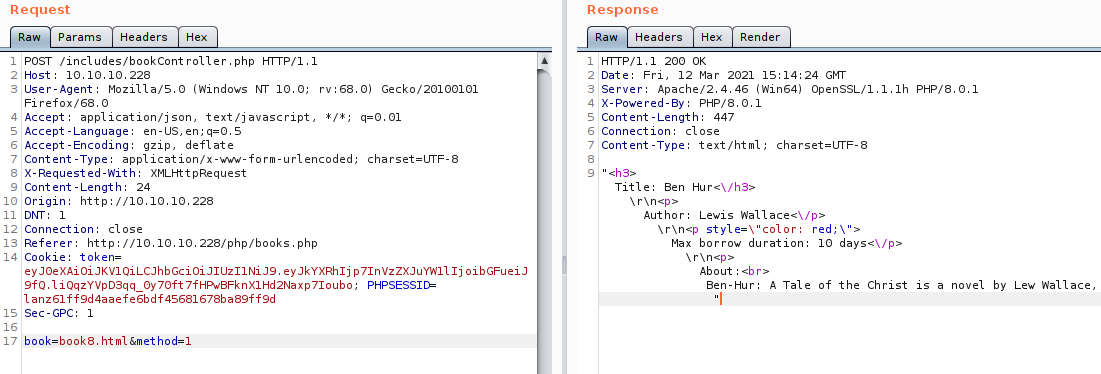 Request
Raw Params Headers Hex
1 POST /includes/bookController.php HTTP/1.1
2 Host: 10.10.10.228
3 User-Agent: Mozilla/5.0 (Windows NT 10.0; rv:68.0) Gecko/20100101
Firefox/68.0
4 Accept: application/json, text/javascript, */*; q=0.01
5 Accept-Language: en-US,en;q=0.5
6 Accept-Encoding: gzip, deflate
7 Content-Type: application/x-www-form-urlencoded; charset=UTF-8
8 X-Requested-With: XMLHttpRequest
9 Content-Length: 24
10 Origin: http://10.10.10.228
11 DNT: 1
12 Connection: close
13 Referer: http://10.10.10.228/php/books.php
14 Cookie: token=
eyJ0eXAiOiJKV1QiLCJhbGciOiJIUzI1NiJ9.eyJkYXRhIjp7InVzZXJuYW1lIjoibGFueiJ
9fQ.liQqzYVpD3qq_0y70ft7fHPwBFknX1Hd2Naxp7Ioubo; PHPSESSID=
lanz61ff9d4aaefe6bdf45681678ba89ff9d
15 Sec-GPC: 1
16
17 book=book8.html&method=1
Response
Raw Headers Hex Render
1 HTTP/1.1 200 OK
2 Date: Fri, 12 Mar 2021 15:14:24 GMT
3 Server: Apache/2.4.46 (Win64) OpenSSL/1.1.1h PHP/8.0.1
4 X-Powered-By: PHP/8.0.1
5 Content-Length: 447
6 Connection: close
7 Content-Type: text/html; charset=UTF-8
8
9 "<h3>
Title: Ben Hur<\/h3>
\r\n<p>
Author: Lewis Wallace<\/p>
\r\n<p style=\"color: red;\">
Max borrow duration: 10 days<\/p>
\r\n<p>
About:<br>
Ben-Hur: A Tale of the Christ is a novel by Lew Wallace,
"